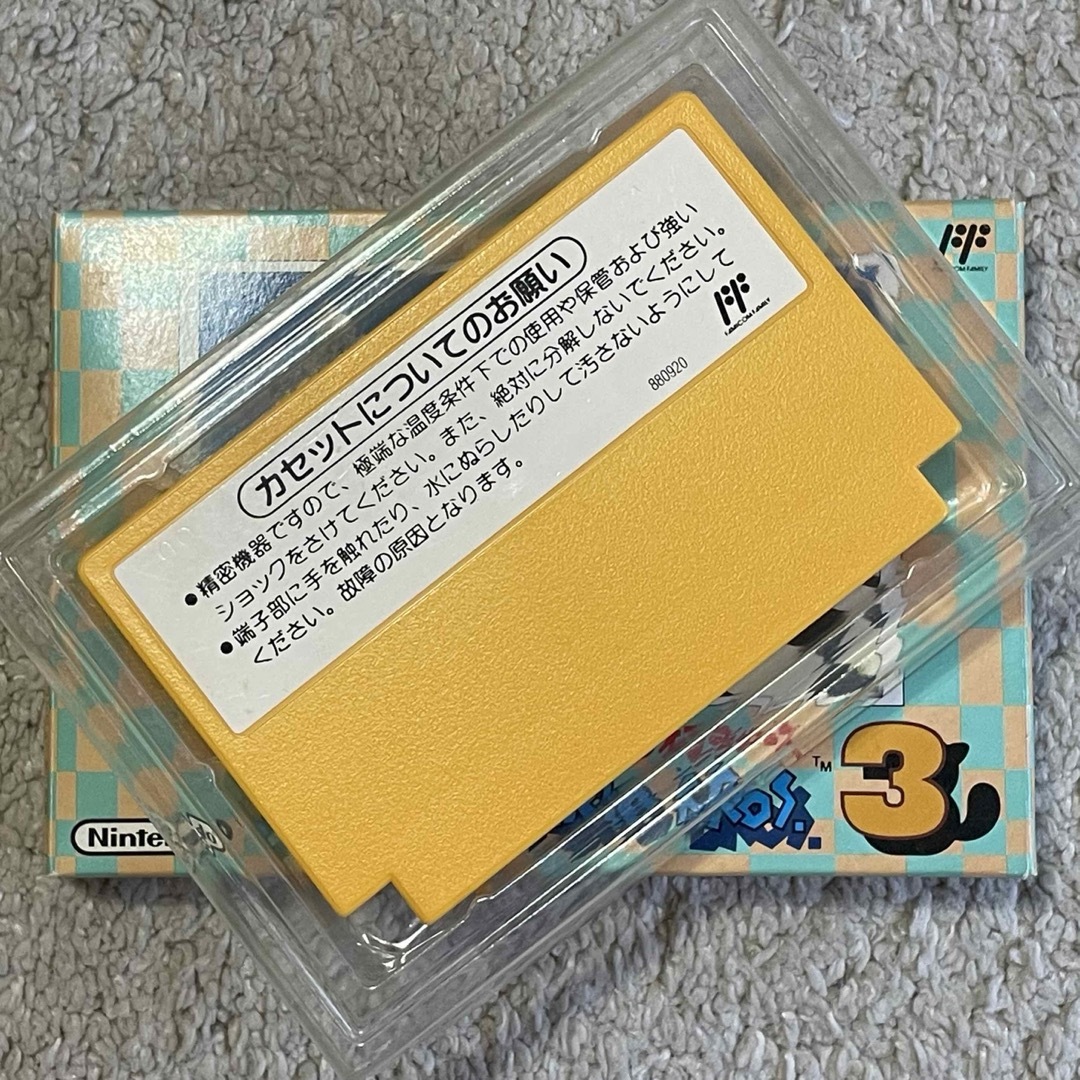 カセットについてのお願い
●精密機器ですので、極端な温度条件下での使用や保管および強い
ショックをさけてください。また、絶対に分解しないでください。
●端子部に手を触れたり、水にぬらしたりして汚さないようにして
ください。故障の原因となります。
FAMICOM FAMILY
880920
Nintendo
BROS.
TM
3